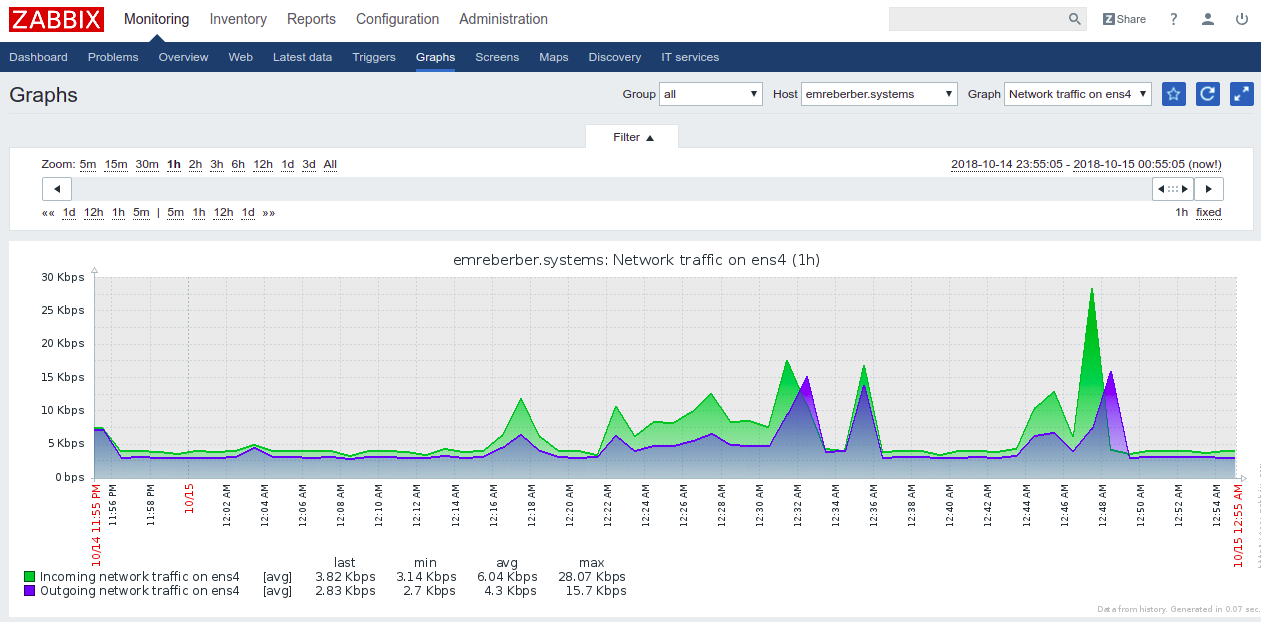 ZABBIX Monitoring Inventory Reports Configuration Administration Z Share ?
Dashboard Problems Overview Web Latest data Triggers Graphs Screens Maps Discovery IT services
Graphs Group all Host emreberber.systems Graph Network traffic on ens4
Filter
Zoom: 5m 15m 30m 1h 2h 3h 6h 12h 1d 3d All 2018-10-14 23:55:05 - 2018-10-15 00:55:05 (now!)
«« 1d 12h 1h 5m | 5m 1h 12h 1d »» 1h fixed
emreberber.systems: Network traffic on ens4 (1h)
30 Kbps
25 Kbps
20 Kbps
15 Kbps
10 Kbps
5 Kbps
0 bps
10/14 11:55 PM 11:56 PM 11:58 PM 10/15 12:02 AM 12:04 AM 12:06 AM 12:08 AM 12:10 AM 12:12 AM 12:14 AM 12:16 AM 12:18 AM 12:20 AM 12:22 AM 12:24 AM 12:26 AM 12:28 AM 12:30 AM 12:32 AM 12:34 AM 12:36 AM 12:38 AM 12:40 AM 12:42 AM 12:44 AM 12:46 AM 12:48 AM 12:50 AM 12:52 AM 12:54 AM 10/15 12:55 AM
last min avg max
Incoming network traffic on ens4 [avg] 3.82 Kbps 3.14 Kbps 6.04 Kbps 28.07 Kbps
Outgoing network traffic on ens4 [avg] 2.83 Kbps 2.7 Kbps 4.3 Kbps 15.7 Kbps
Data from history. Generated in 0.07 sec.